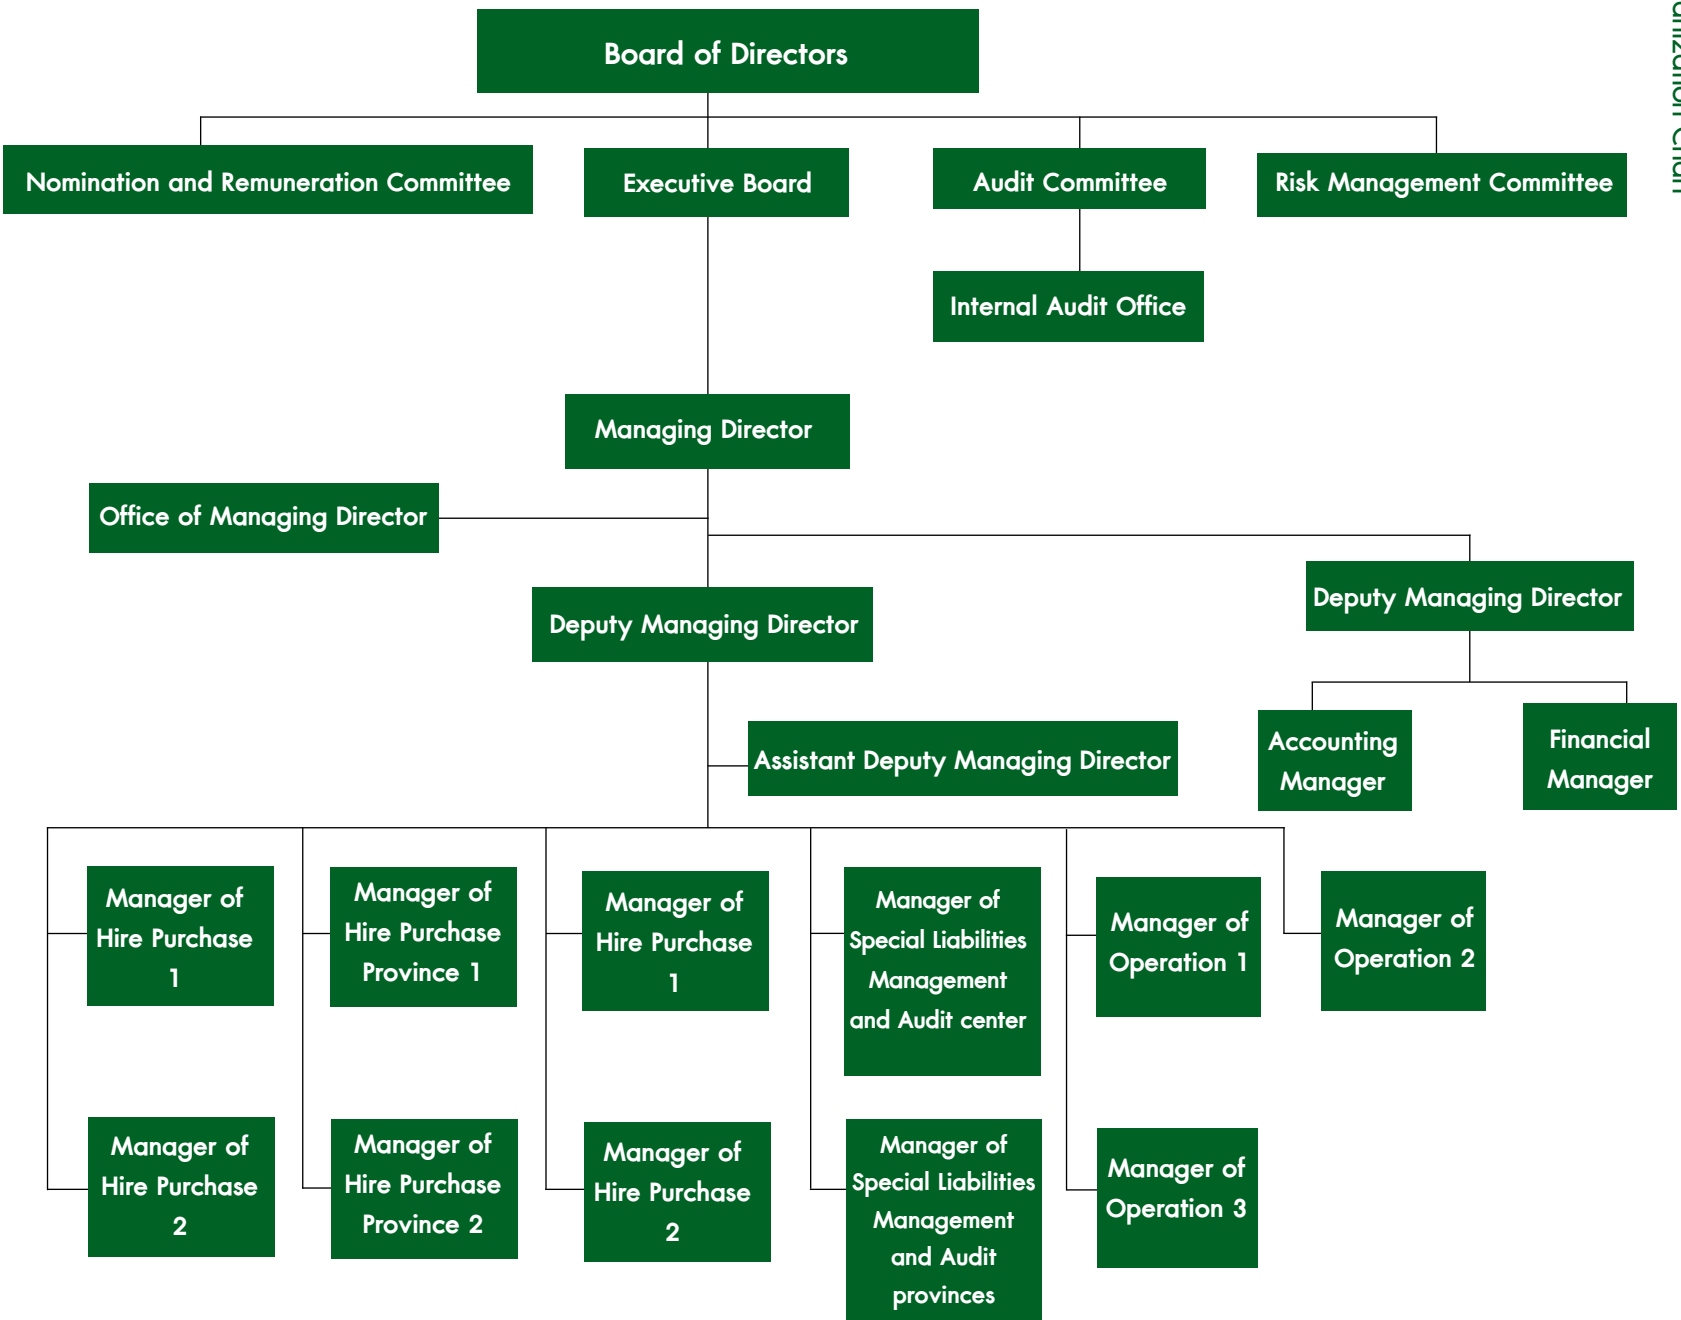 Board of Directors
Nomination and Remuneration Committee
Executive Board
Audit Committee
Risk Management Committee
Internal Audit Office
Managing Director
Office of Managing Director
Deputy Managing Director
Deputy Managing Director
Assistant Deputy Managing Director
Accounting
Manager
Financial
Manager
Manager of
Hire Purchase
1
Manager of
Hire Purchase
Province 1
Manager of
Hire Purchase
1
Manager of
Special Liabilities
Management
and Audit center
Manager of
Operation 1
Manager of
Operation 2
Manager of
Hire Purchase
2
Manager of
Hire Purchase
Province 2
Manager of
Hire Purchase
2
Manager of
Special Liabilities
Management
and Audit
provinces
Manager of
Operation 3